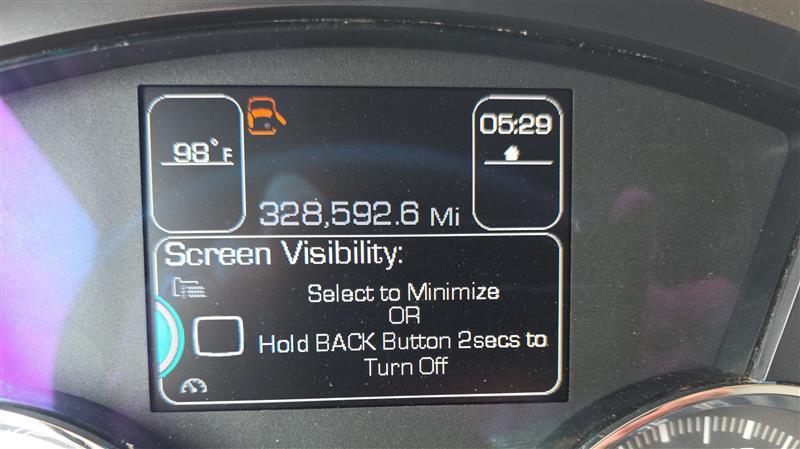 98° F
05:29
328,592.6 Mi
Screen Visibility:
Select to Minimize
OR
Hold BACK Button 2secs to
Turn Off